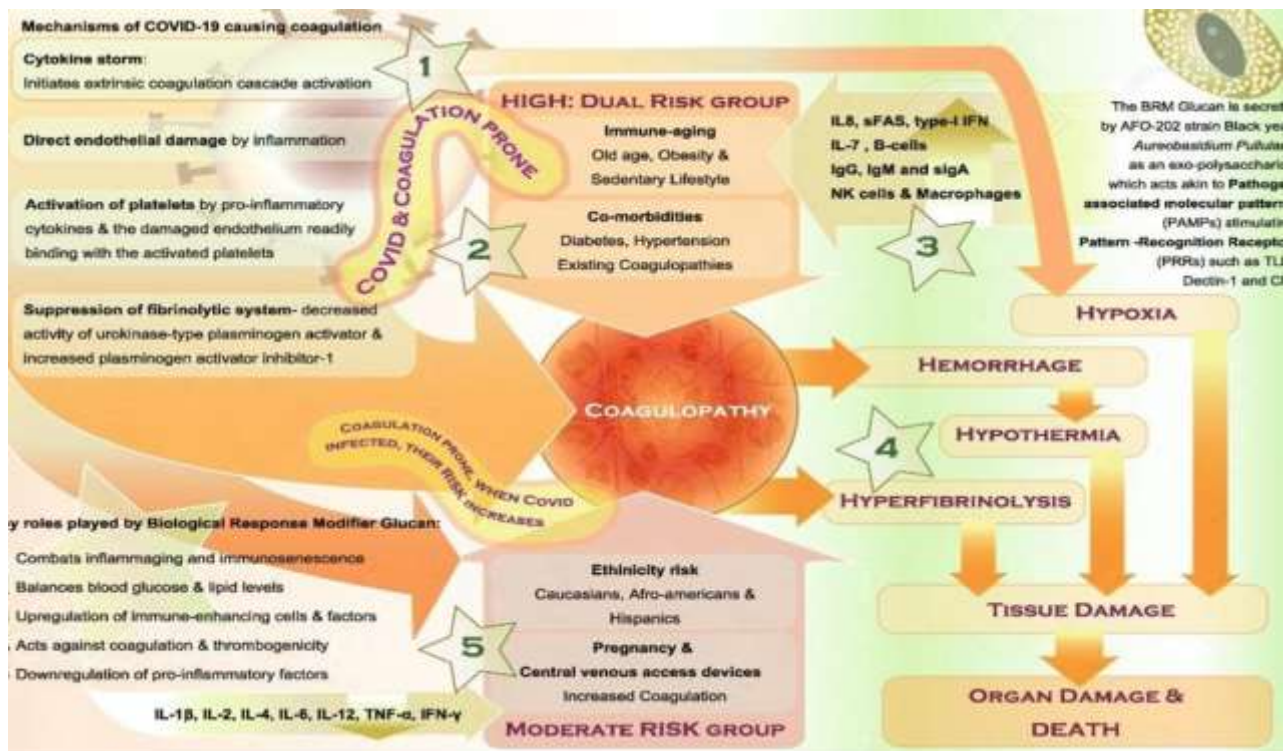 Mechanisms of COVID-19 causing coagulation
Cytokine storm:
Initiates extrinsic coagulation cascade activation
Direct endothelial damage by inflammation
Activation of platelets by pro-inflammatory
cytokines & the damaged endothelium readily
binding with the activated platelets
Suppression of fibrinolytic system- decreased
activity of urokinase-type plasminogen activator &
increased plasminogen activator inhibitor-1
1
COVID & COAGULATION PRONE
2
HIGH: DUAL RISK GROUP
Immune-aging
Old age, Obesity &
Sedentary Lifestyle
Co-morbidities
Diabetes, Hypertension
Existing Coagulopathies
IL8, sFAS, type-I IFN
IL-7 , B-cells
IgG, IgM and sIgA
NK cells & Macrophages
3
The BRM Glucan is secret
by AFO-202 strain Black yea
Aureobasidium Pullula
as an exo-polysacchari
which acts akin to Pathoge
associated molecular pattern
(PAMPs) stimulatin
Pattern -Recognition Recepto
(PRRs) such as TL
Dectin-1 and C
HYPOXIA
HEMORRHAGE
HYPOTHERMIA
4
HYPERFIBRINOLYSIS
TISSUE DAMAGE
ORGAN DAMAGE &
DEATH
COAGULOPATHY
COAGULATION PRONE, WHEN COVID
INFECTED, THEIR RISK
INCREASES
y roles played by Biological Response Modifier Glucan:
Combats inflammaging and immunosenescence
Balances blood glucose & lipid levels
Upregulation of immune-enhancing cells & factors
Acts against coagulation & thrombogenicity
Downregulation of pro-inflammatory factors
5
IL-1β, IL-2, IL-4, IL-6, IL-12, TNF-α, IFN-γ
Ethinicity risk
Caucasians, Afro-americans &
Hispanics
Pregnancy &
Central venous access devices
Increased Coagulation
MODERATE RISK GROUP